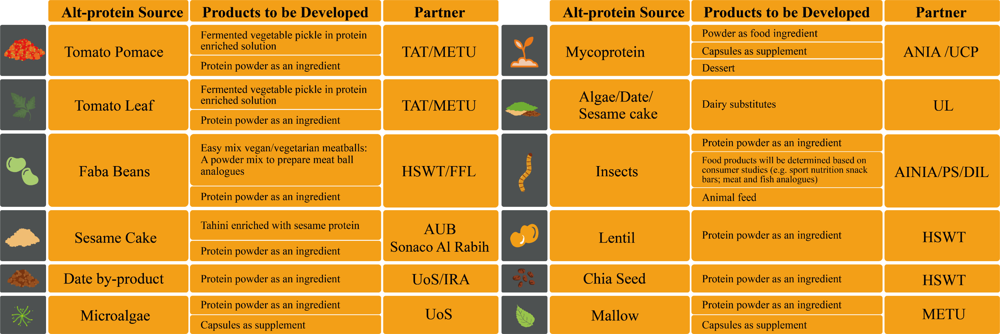 Alt-protein Source
Products to be Developed
Partner
Tomato Pomace
Fermented vegetable pickle in protein
enriched solution
Protein powder as an ingredient
TAT/METU
Tomato Leaf
Fermented vegetable pickle in protein
enriched solution
Protein powder as an ingredient
TAT/METU
Faba Beans
Easy mix vegan/vegetarian meatballs:
A powder mix to prepare meat ball
analogues
Protein powder as an ingredient
HSWT/FFL
Sesame Cake
Tahini enriched with sesame protein
Protein powder as an ingredient
AUB
Sonaco Al Rabih
Date by-product
Protein powder as an ingredient
UoS/IRA
Microalgae
Protein powder as an ingredient
Capsules as supplement
UoS
Alt-protein Source
Products to be Developed
Partner
Mycoprotein
Powder as food ingredient
Capsules as supplement
Dessert
ANIA /UCP
Algae/Date/
Sesame cake
Dairy substitutes
UL
Insects
Protein powder as an ingredient
Food products will be determined based on
consumer studies (e.g. sport nutrition snack
bars; meat and fish analogues)
Animal feed
AINIA/PS/DIL
Lentil
Protein powder as an ingredient
HSWT
Chia Seed
Protein powder as an ingredient
HSWT
Mallow
Protein powder as an ingredient
Capsules as supplement
METU